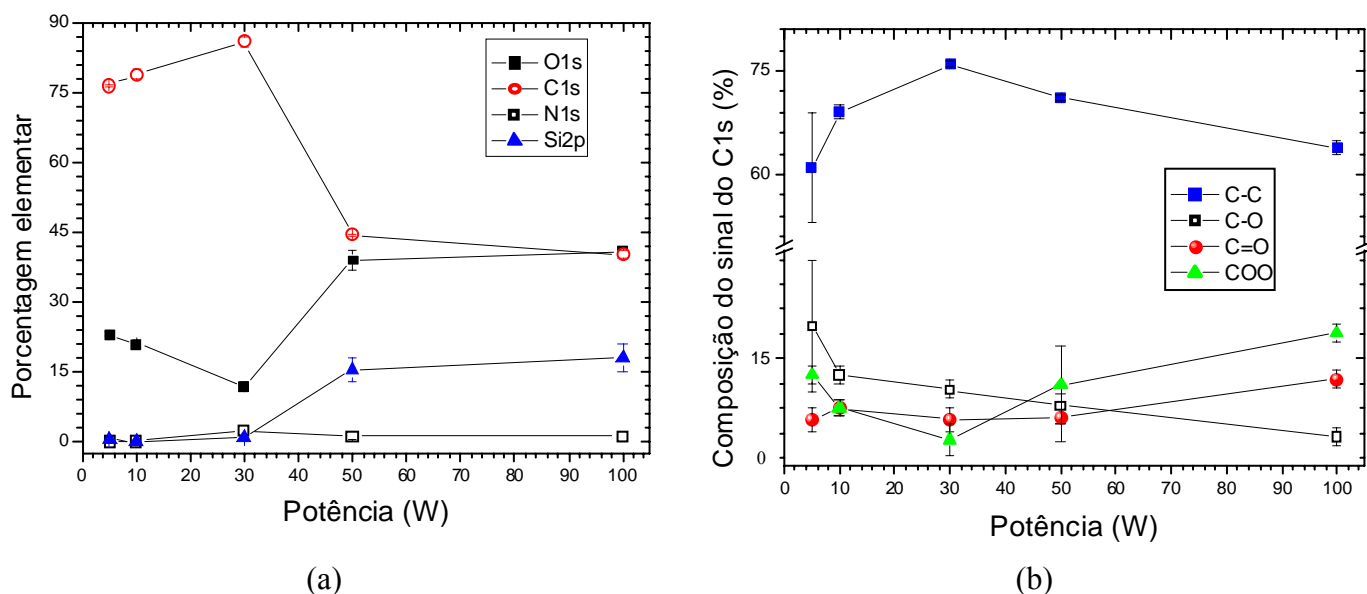 (a)
90
75
60
45
30
15
0
Porcentagem elementar
O1s
C1s
N1s
Si2p
0 10 20 30 40 50 60 70 80 90 100
Potência (W)
(a)
(b)
75
60
15
0
Composição do sinal do C1s (%)
C-C
C-O
C=O
COO
0 10 20 30 40 50 60 70 80 90 100
Potência (W)
(b)